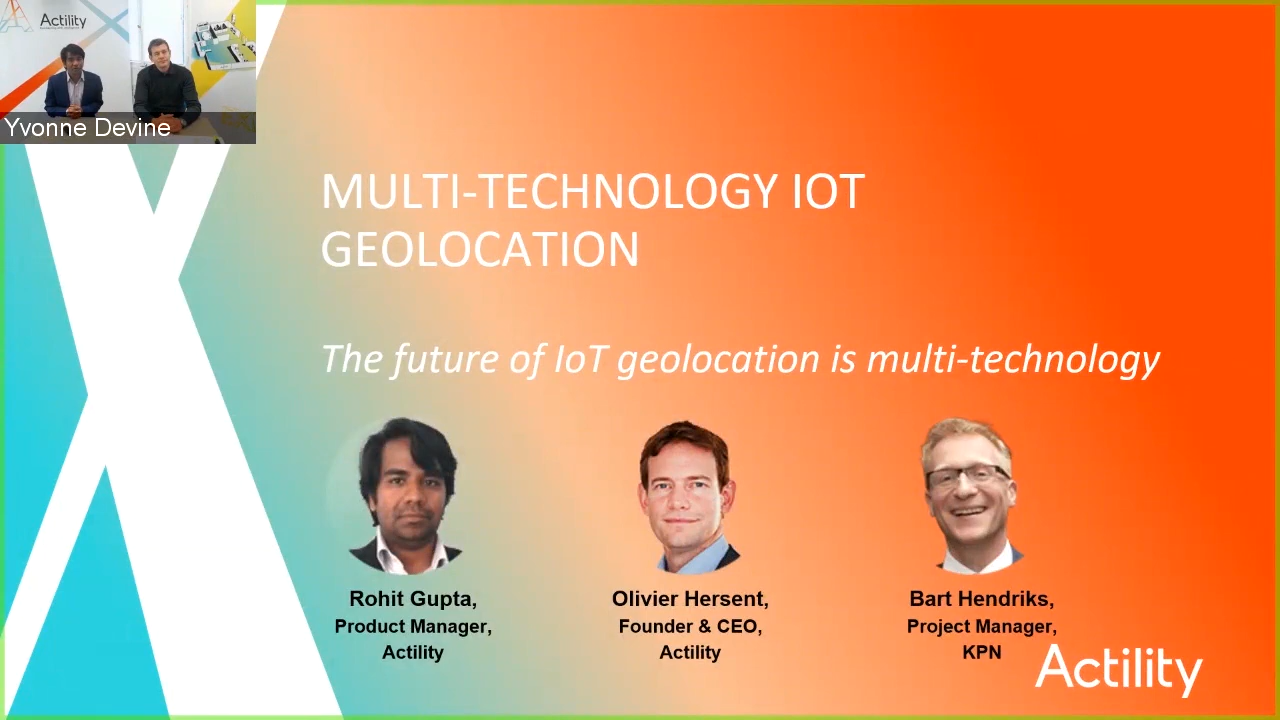 Actility
Yvonne Devine
MULTI-TECHNOLOGY IOT
GEOLOCATION
The future of IoT geolocation is multi-technology
Rohit Gupta,
Product Manager,
Actility
Olivier Hersent,
Founder & CEO,
Actility
Bart Hendriks,
Project Manager,
KPN
Actility